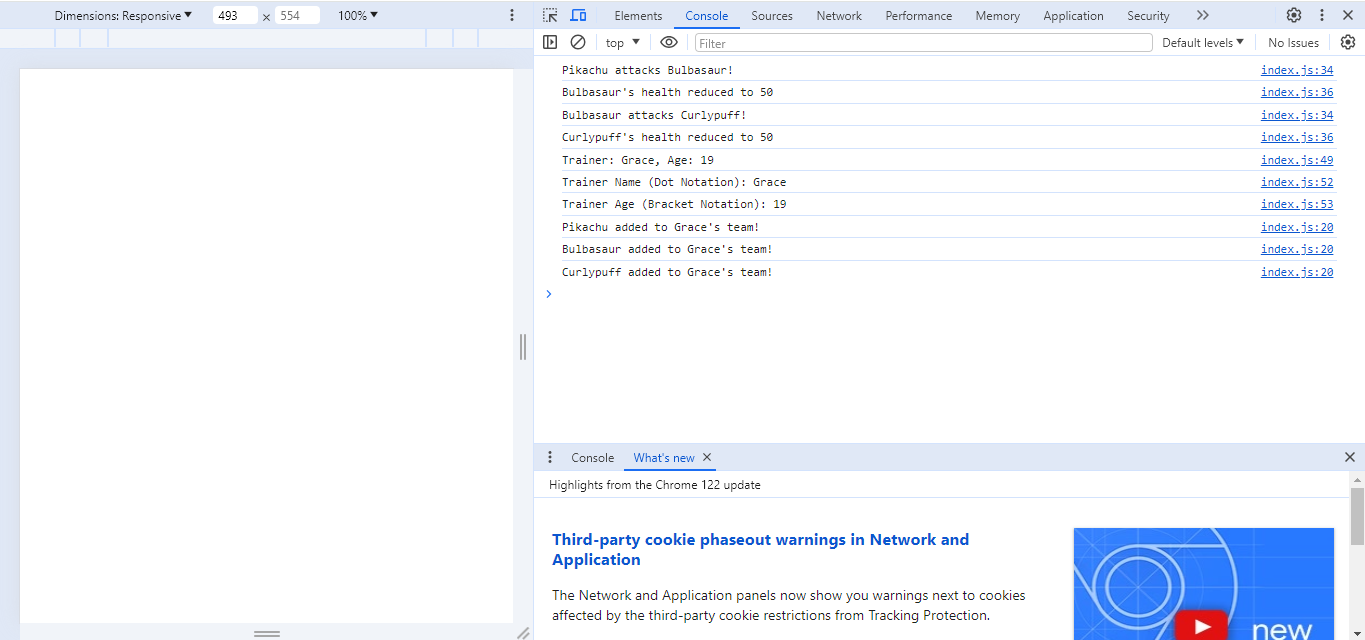 Dimensions: Responsive 493 × 554 100%
Elements Console Sources Network Performance Memory Application Security
top Filter Default levels No Issues
Pikachu attacks Bulbasaur! index.js:34
Bulbasaur's health reduced to 50 index.js:36
Bulbasaur attacks Curlypuff! index.js:34
Curlypuff's health reduced to 50 index.js:36
Trainer: Grace, Age: 19 index.js:49
Trainer Name (Dot Notation): Grace index.js:52
Trainer Age (Bracket Notation): 19 index.js:53
Pikachu added to Grace's team! index.js:20
Bulbasaur added to Grace's team! index.js:20
Curlypuff added to Grace's team! index.js:20
Console What's new
Highlights from the Chrome 122 update
Third-party cookie phaseout warnings in Network and
Application
The Network and Application panels now show you warnings next to cookies
affected by the third-party cookie restrictions from Tracking Protection.
new